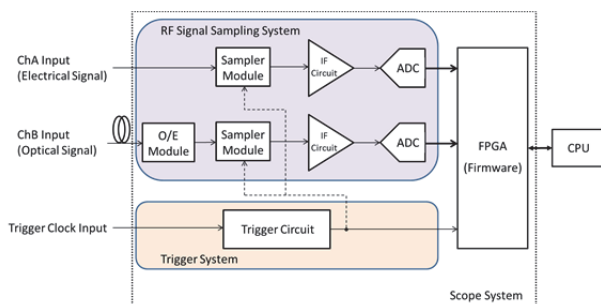 RF Signal Sampling System
ChA Input
(Electrical Signal)
Sampler
Module
IF
Circuit
ADC
ChB Input
(Optical Signal)
O/E
Module
Sampler
Module
IF
Circuit
ADC
FPGA
(Firmware)
CPU
Trigger Clock Input
Trigger Circuit
Trigger System
Scope System